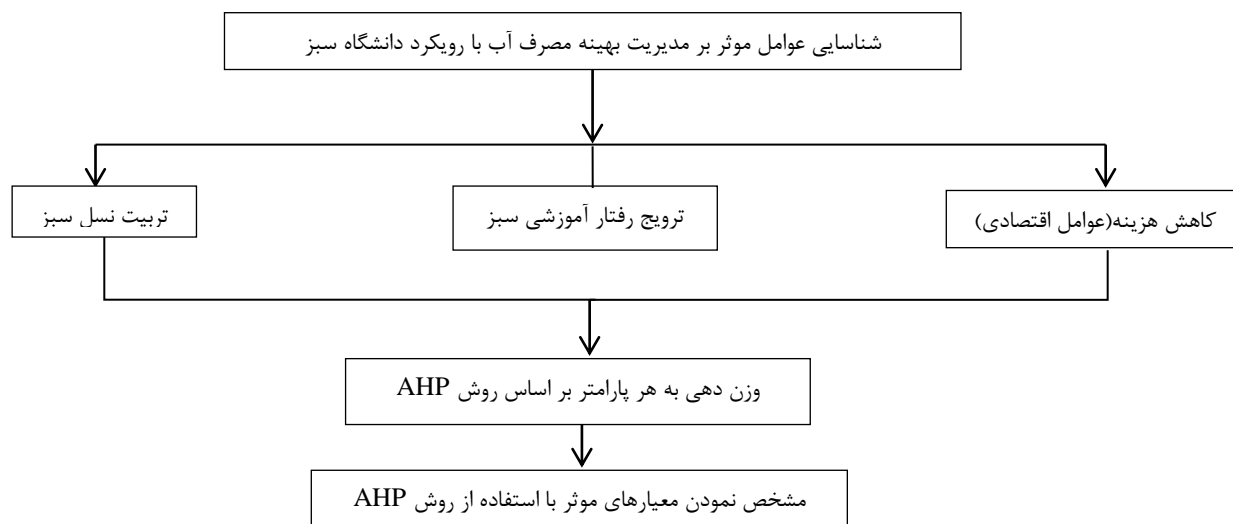 شناسایی عوامل موثر بر مدیریت بهینه مصرف آب با رویکرد دانشگاه سبز
کاهش هزینه(عوامل اقتصادی)
ترویج رفتار آموزشی سبز
تربیت نسل سبز
وزن دهی به هر پارامتر بر اساس روش AHP
مشخص نمودن معیارهای موثر با استفاده از روش AHP